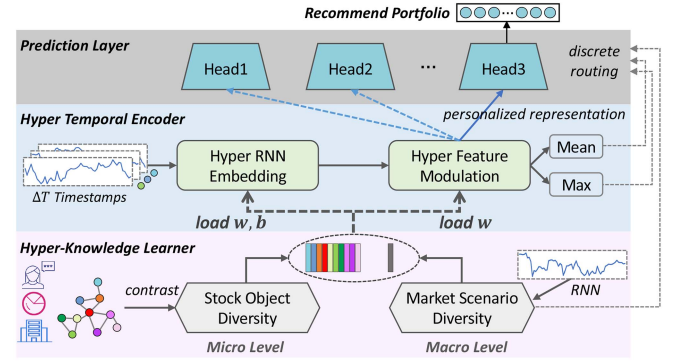 Recommend Portfolio
Prediction Layer
Head1
Head2
...
Head3
discrete
routing
personalized representation
Hyper Temporal Encoder
ΔT Timestamps
Hyper RNN
Embedding
Hyper Feature
Modulation
Mean
Max
load w, b
load w
Hyper-Knowledge Learner
contrast
Stock Object
Diversity
Market Scenario
Diversity
RNN
Micro Level
Macro Level